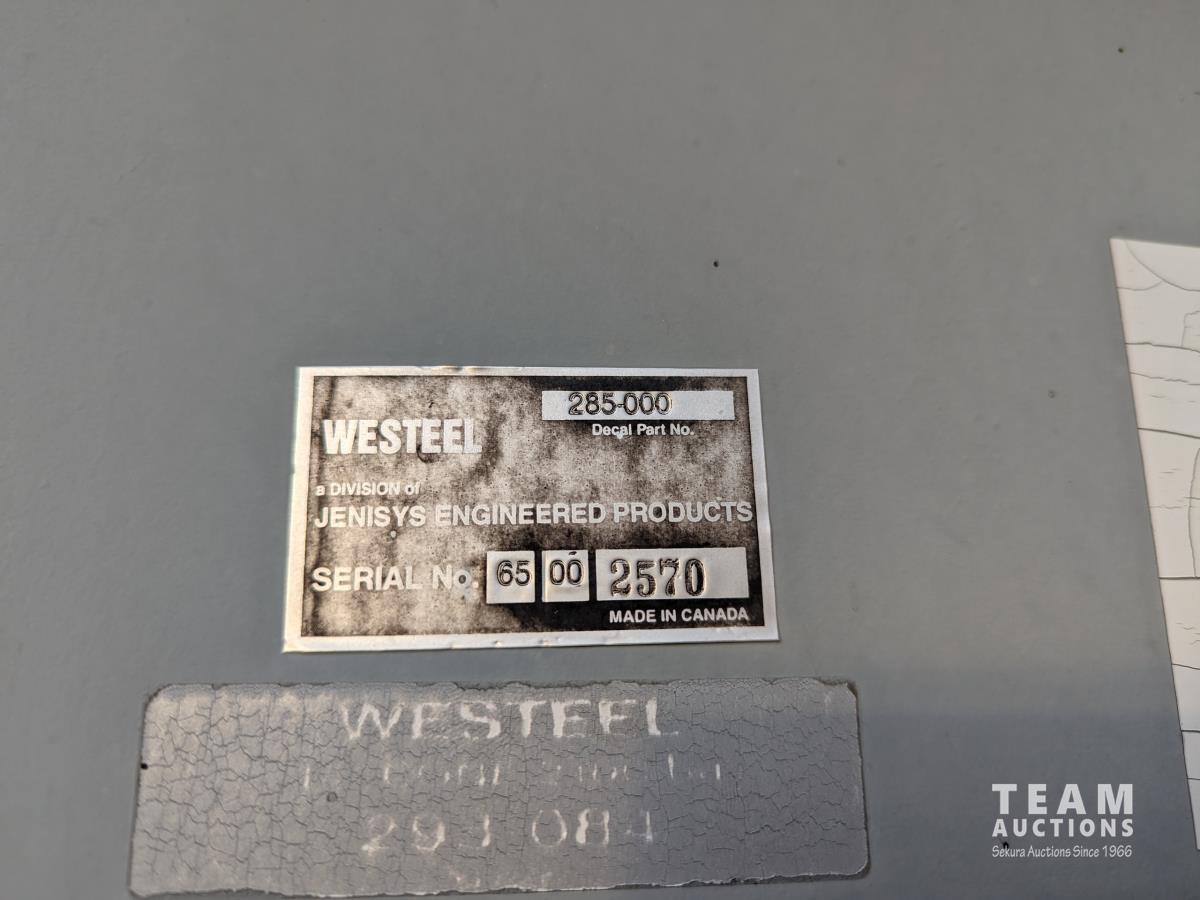 285-000
Decal Part No.
WESTEEL
a DIVISION of
JENISYS ENGINEERED PRODUCTS
SERIAL No. 65 00 2570
MADE IN CANADA
WESTEEL
084
TEAM
AUCTIONS
Sekura Auctions Since 1966